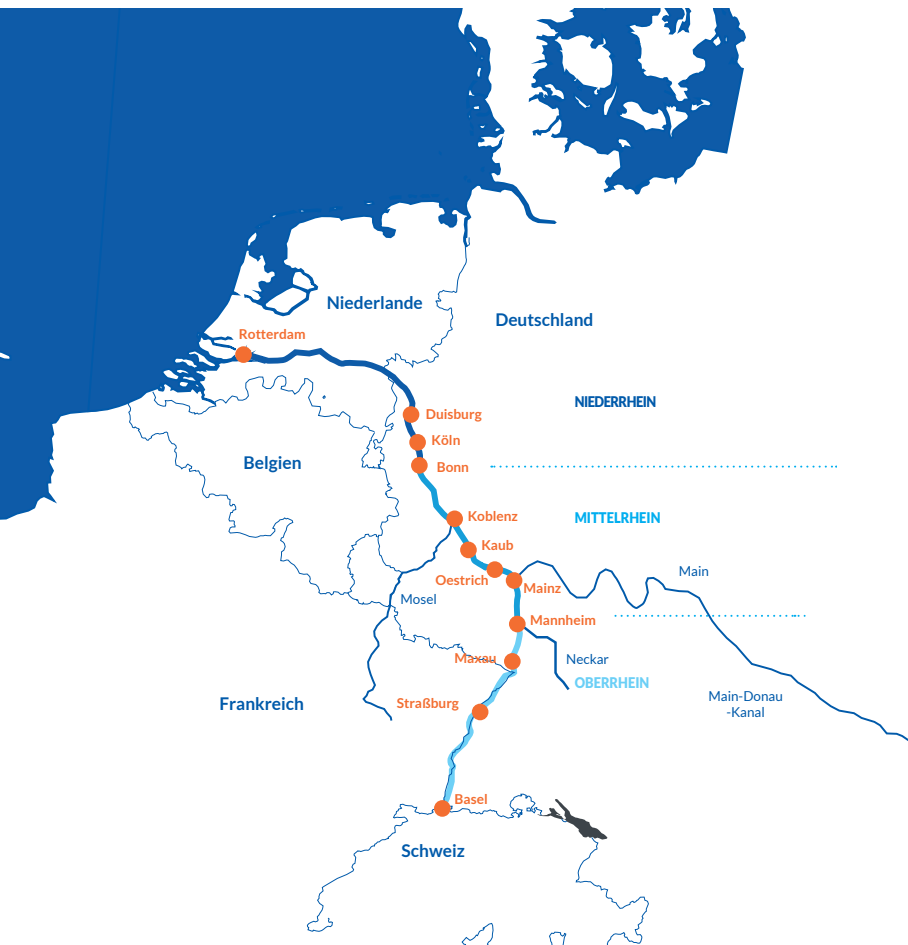 Niederlande
Deutschland
Rotterdam
NIEDERRHEIN
Duisburg
Köln
Belgien
Bonn
Koblenz
MITTELRHEIN
Kaub
Main
Oestrich
Mainz
Mosel
Mannheim
Maxau
Neckar
OBERRHEIN
Main-Donau
-Kanal
Frankreich
Straßburg
Basel
Schweiz